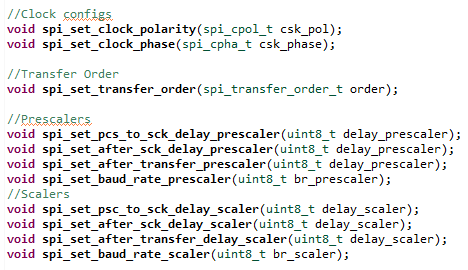 //Clock configs
void spi_set_clock_polarity(spi_cpol_t csk_pol);
void spi_set_clock_phase(spi_cpha_t csk_phase);
//Transfer Order
void spi_set_transfer_order(spi_transfer_order_t order);
//Prescalers
void spi_set_pcs_to_sck_delay_prescaler(uint8_t delay_prescaler);
void spi_set_after_sck_delay_prescaler(uint8_t delay_prescaler);
void spi_set_after_transfer_prescaler(uint8_t delay_prescaler);
void spi_set_baud_rate_prescaler(uint8_t br_prescaler);
//Scalers
void spi_set_psc_to_sck_delay_scaler(uint8_t delay_scaler);
void spi_set_after_sck_delay_scaler(uint8_t delay_scaler);
void spi_set_after_transfer_delay_scaler(uint8_t delay_scaler);
void spi_set_baud_rate_scaler(uint8_t br_scaler);